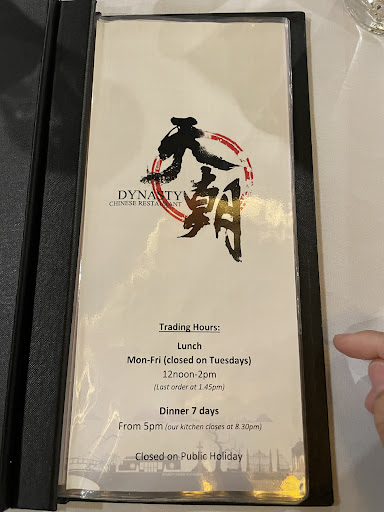 天朝
DYNASTY
CHINESE RESTAURANT
Trading Hours:
Lunch
Mon-Fri (closed on Tuesdays)
12noon-2pm
(Last order at 1.45pm)
Dinner 7 days
From 5pm (our kitchen closes at 8.30pm)
Closed on Public Holiday